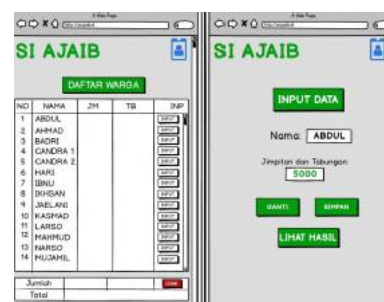 A Web Page
SI AJAIB
DAFTAR WARGA
NO NAMA JM TB INP
1 ABDUL INPUT
2 AHMAD INPUT
3 BADRI INPUT
4 CANDRA 1 INPUT
5 CANDRA 2 INPUT
6 HARI INPUT
7 IBNU INPUT
8 IKHSAN INPUT
9 JAELANI INPUT
10 KASMAD INPUT
11 LARSO INPUT
12 MAHMUD INPUT
13 NARSO INPUT
14 MUJAMIL INPUT
Jumlah
Total
A Web Page
SI AJAIB
INPUT DATA
Nama: ABDUL
Jimpitan dan Tabungan:
5000
GANTI SIMPAN
LIHAT HASIL